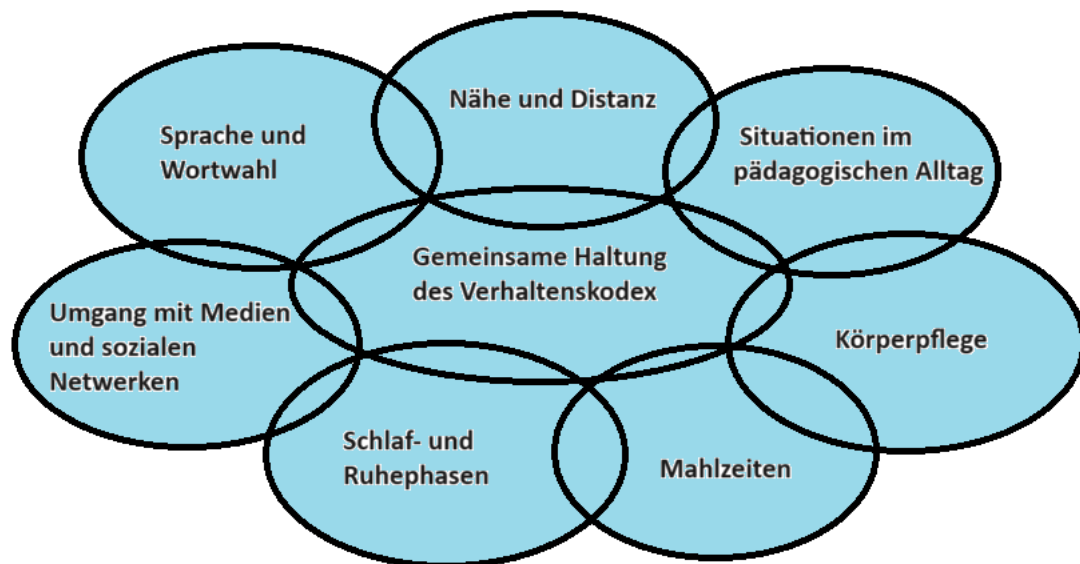 Nähe und Distanz
Sprache und
Wortwahl
Situationen im
pädagogischen Alltag
Gemeinsame Haltung
des Verhaltenskodex
Umgang mit Medien
und sozialen
Netwerken
Körperpflege
Schlaf- und
Ruhephasen
Mahlzeiten